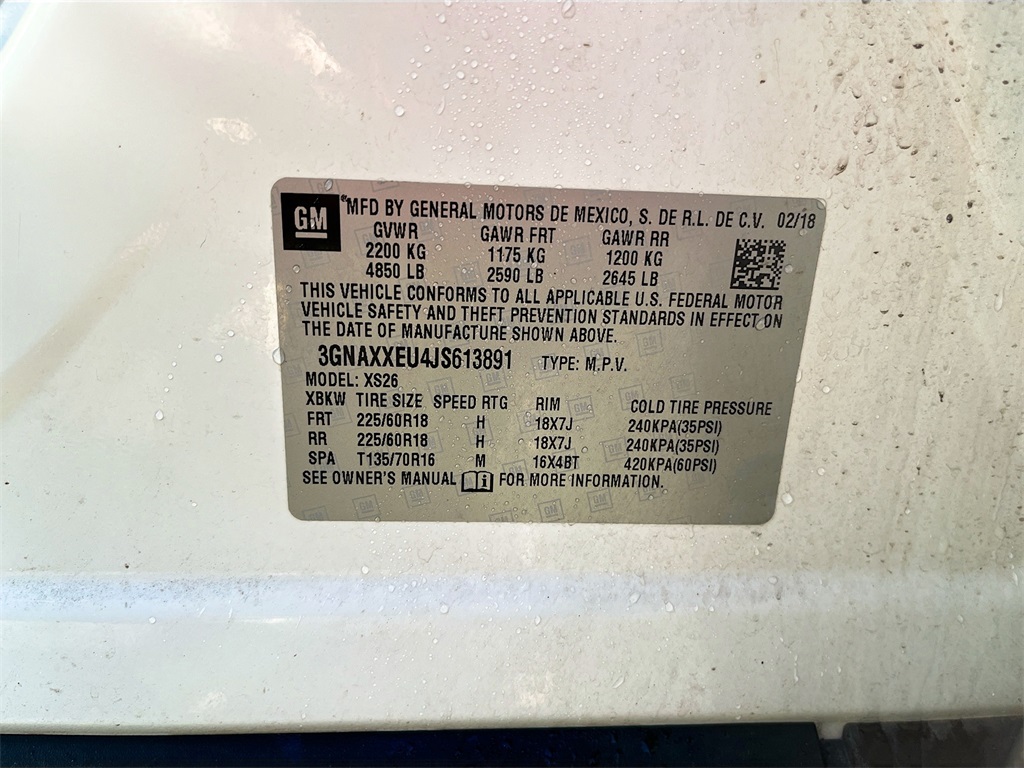 GM MFD BY GENERAL MOTORS DE MEXICO, S. DE R.L. DE C.V. 02/18
GVWR GAWR FRT GAWR RR
2200 KG 1175 KG 1200 KG
4850 LB 2590 LB 2645 LB
THIS VEHICLE CONFORMS TO ALL APPLICABLE U.S. FEDERAL MOTOR
VEHICLE SAFETY AND THEFT PREVENTION STANDARDS IN EFFECT ON
THE DATE OF MANUFACTURE SHOWN ABOVE.
3GNAXXEU4JS613891 TYPE: M.P.V.
MODEL: XS26
XBKW TIRE SIZE SPEED RTG RIM COLD TIRE PRESSURE
FRT 225/60R18 H 18X7J 240KPA(35PSI)
RR 225/60R18 H 18X7J 240KPA(35PSI)
SPA T135/70R16 M 16X4BT 420KPA(60PSI)
SEE OWNER'S MANUAL i FOR MORE INFORMATION.